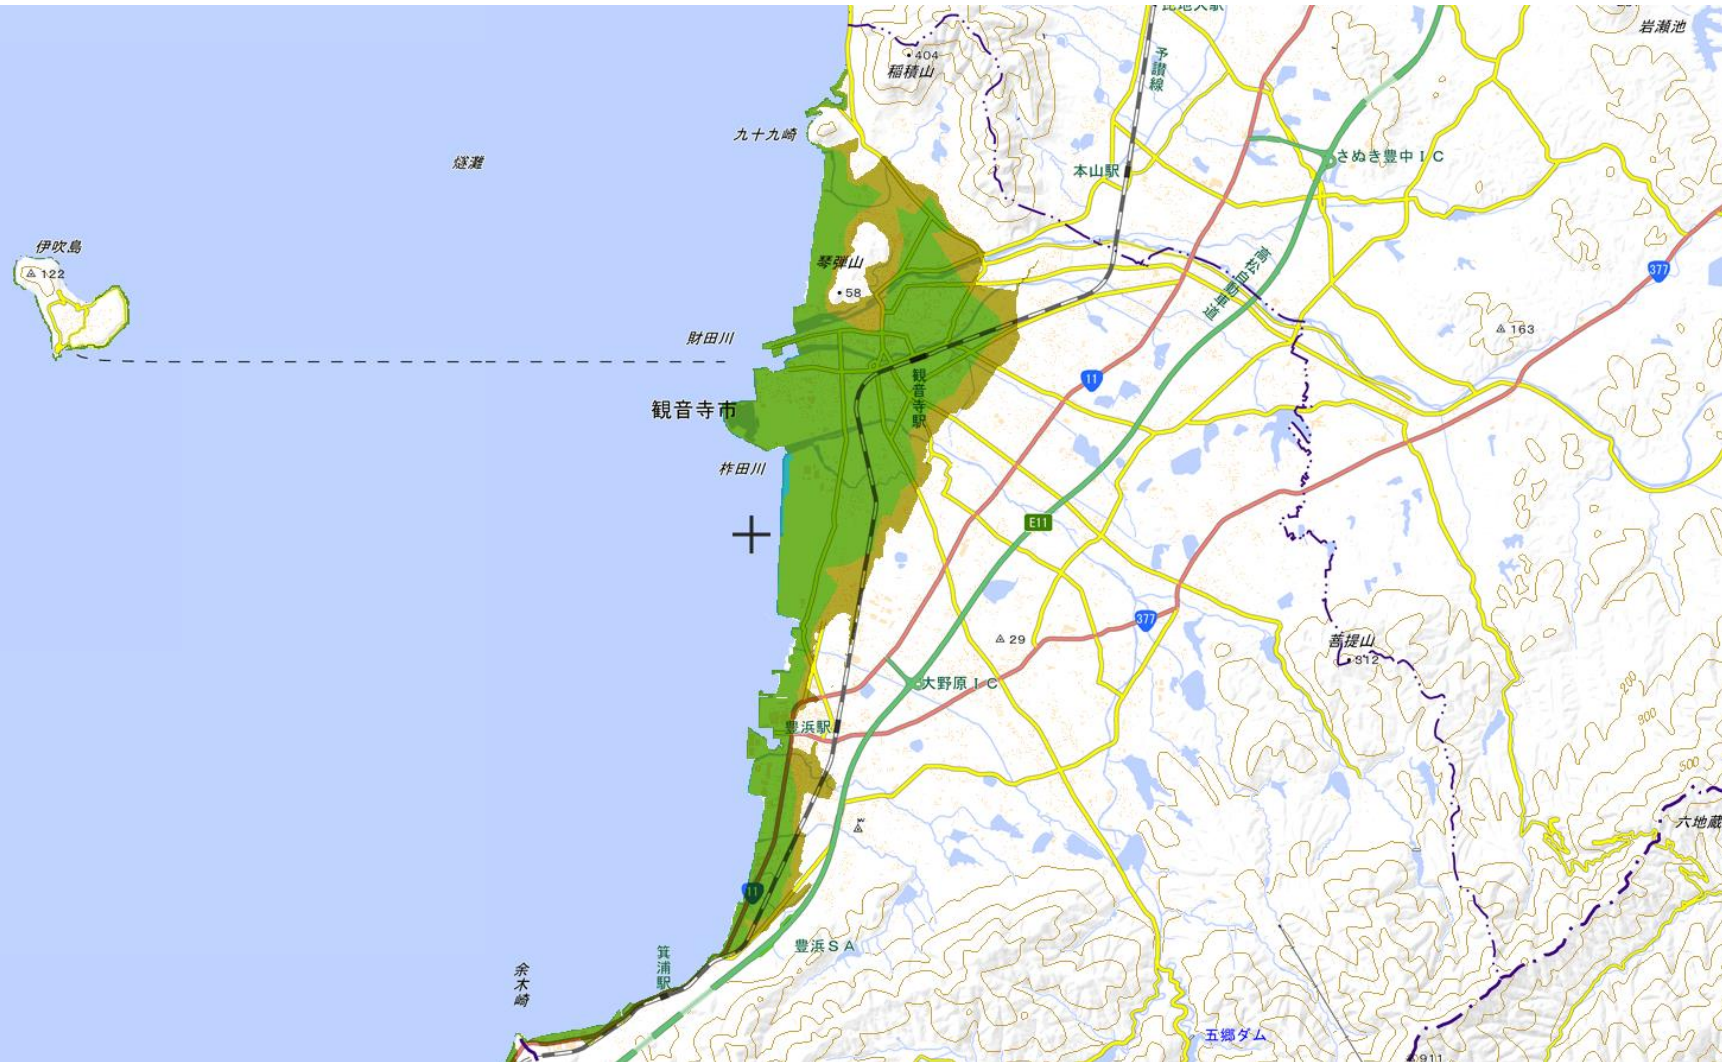 404
稲積山
岩瀬池
予讃線
九十九崎
燧灘
本山駅
さぬき豊中IC
伊吹島
122
琴弾山
58
高松自動車道
377
163
財田川
観音寺駅
11
観音寺市
柞田川
E11
377
29
菩提山
312
大野原IC
200
300
豊浜駅
500
六地蔵
11
豊浜SA
箕浦駅
余木崎
五郷ダム
911